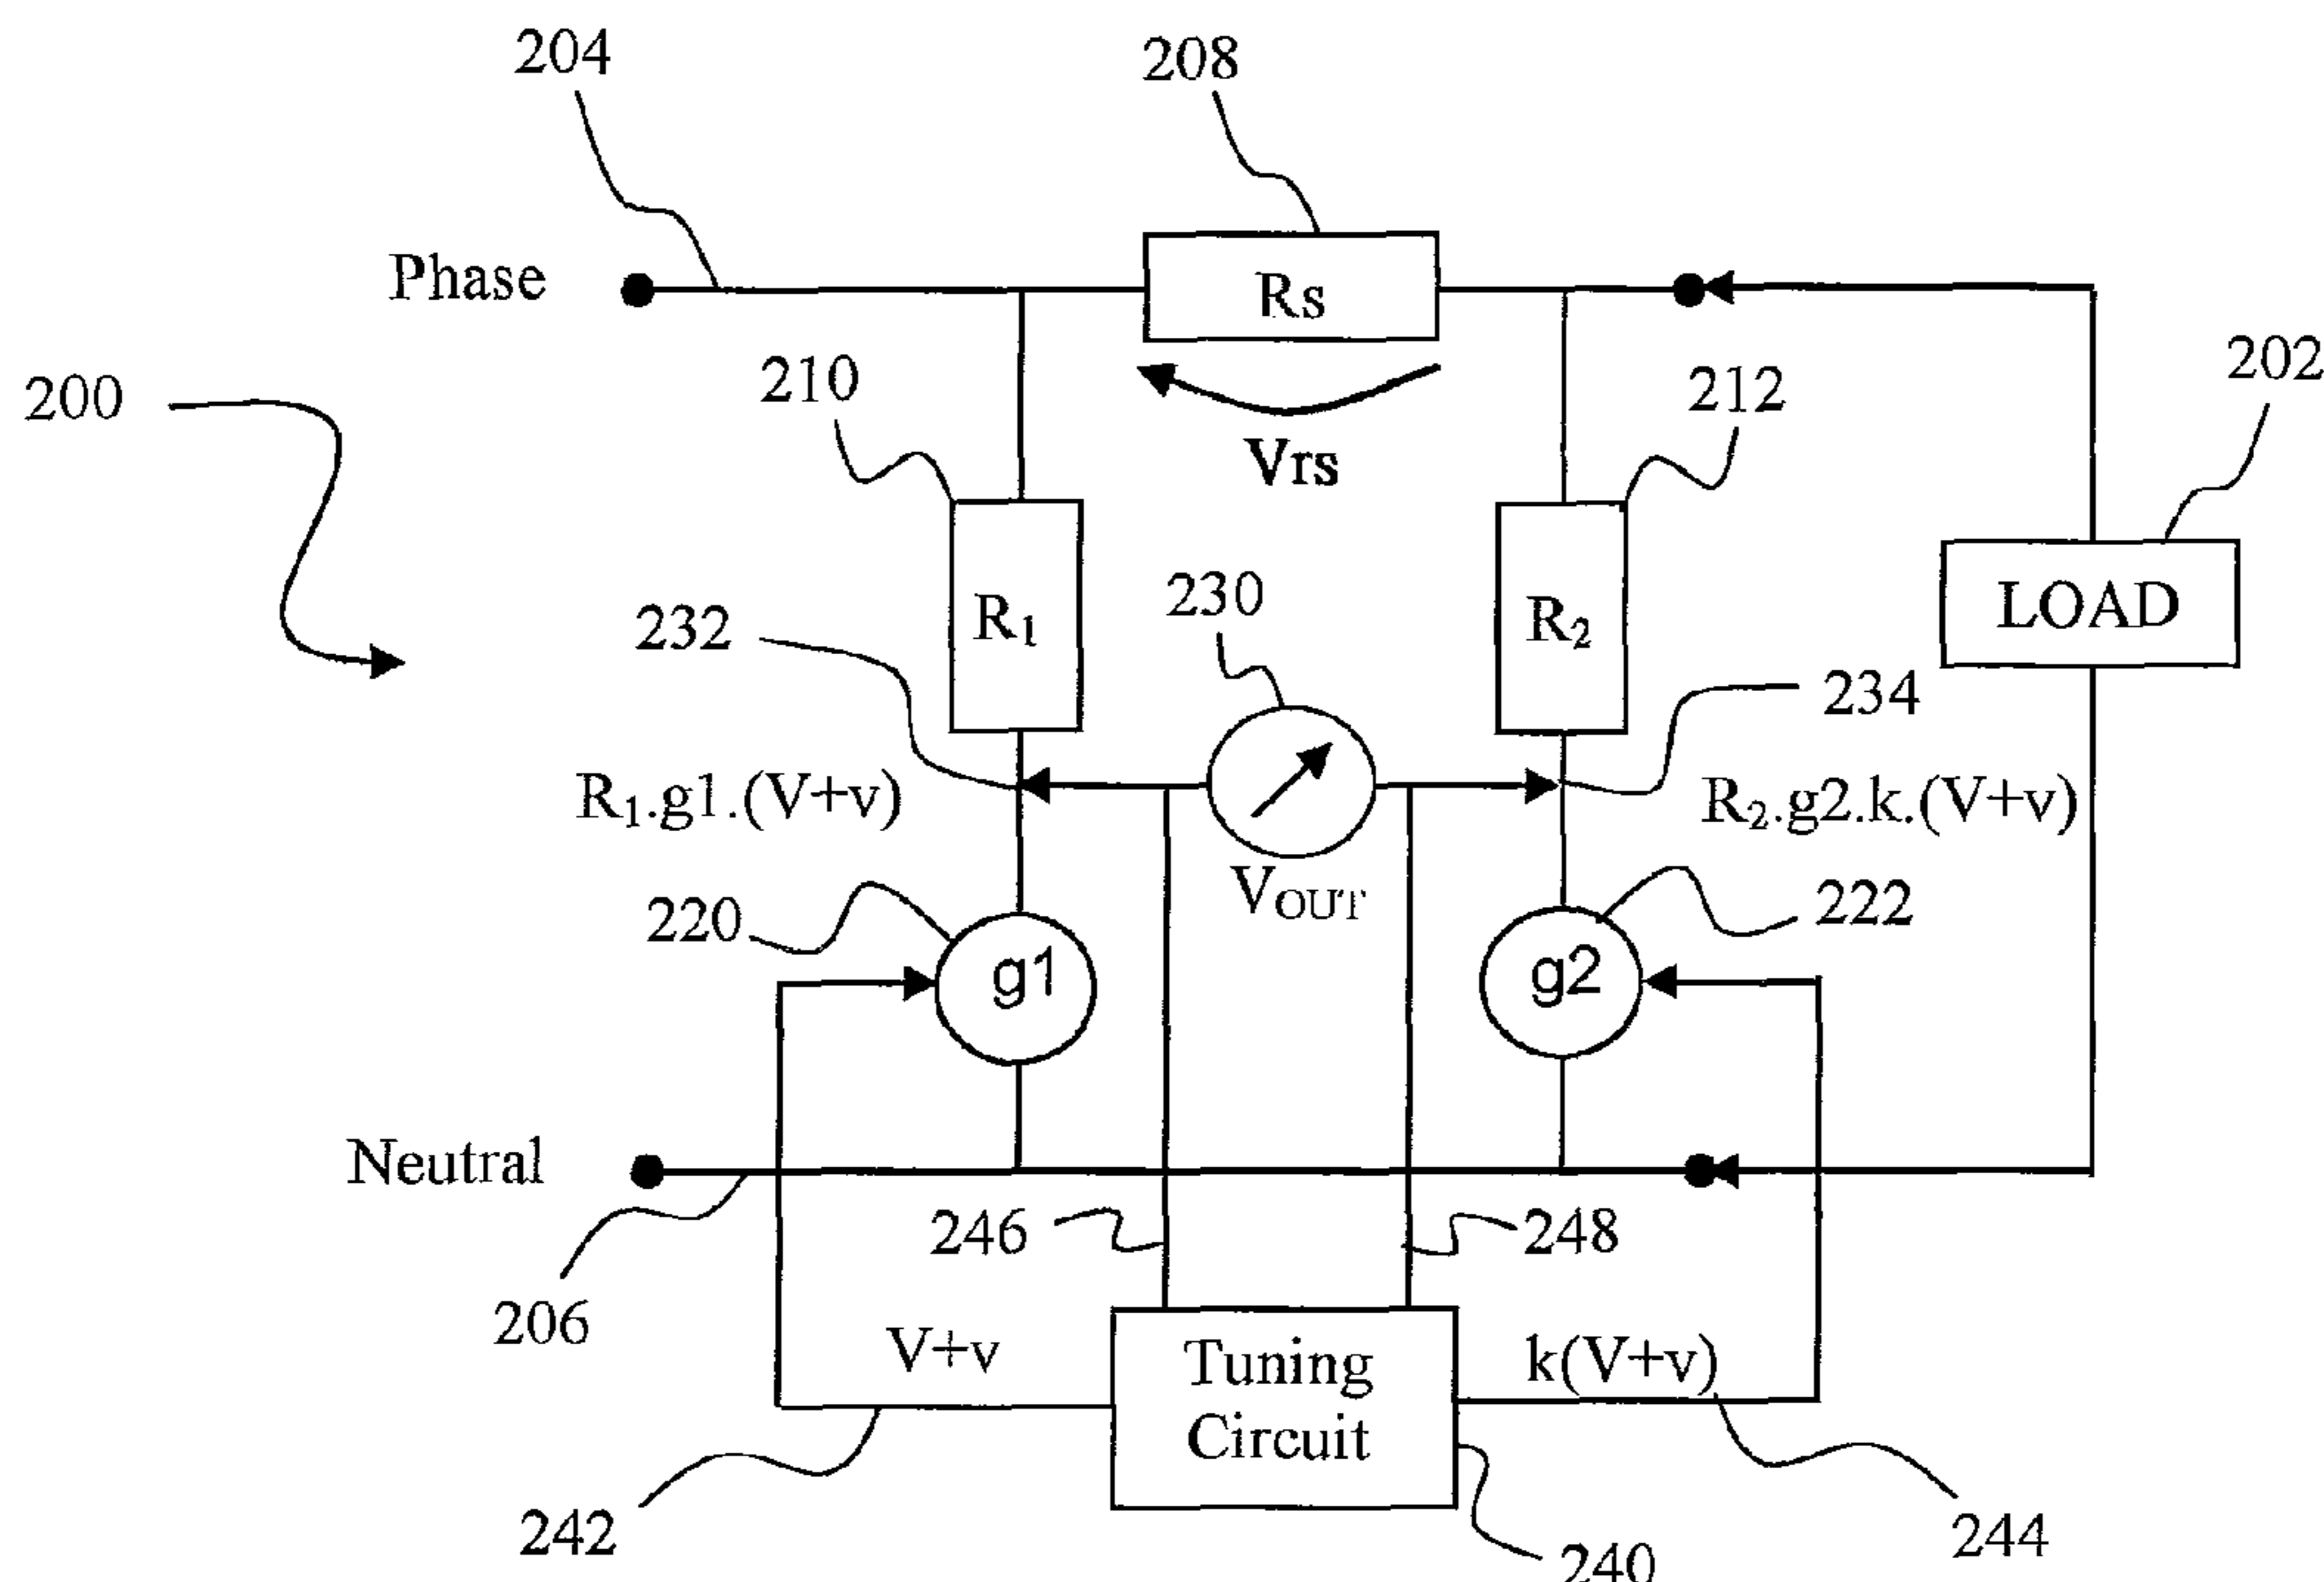 204
208
Phase
Rs
200
210
Vrs
212
202
R₁
230
R₂
LOAD
232
234
R₁.g1.(V+v)
R₂.g2.k.(V+v)
V_OUT
220
222
g1
g2
Neutral
246
248
206
V+v
Tuning
Circuit
k(V+v)
242
244
240